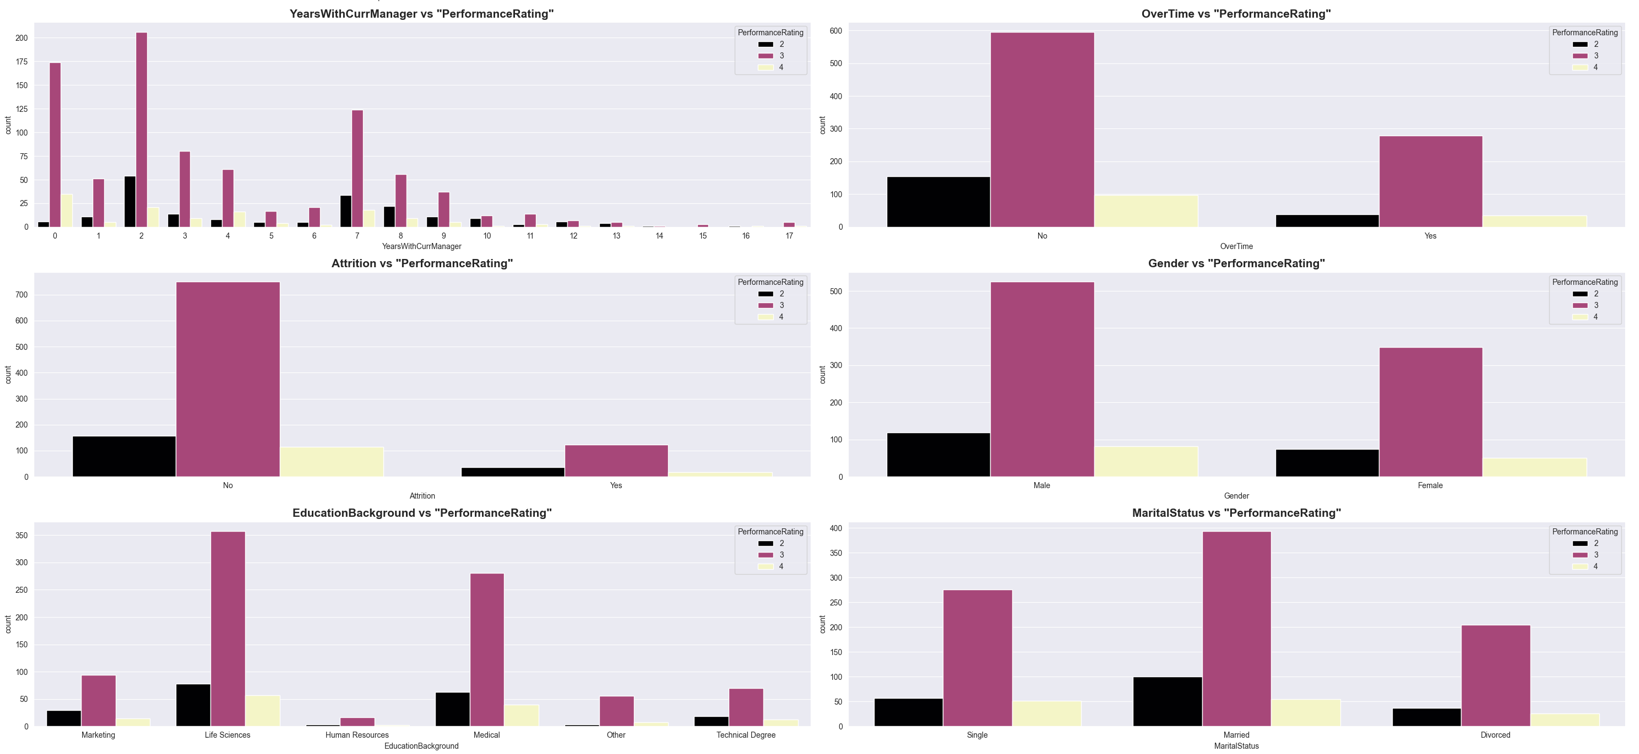 YearsWithCurrManager vs "PerformanceRating"
PerformanceRating
2
3
4
200
175
150
125
100
75
50
25
0
count
0 1 2 3 4 5 6 7 8 9 10 11 12 13 14 15 16 17
YearsWithCurrManager
OverTime vs "PerformanceRating"
PerformanceRating
2
3
4
600
500
400
300
200
100
0
count
No Yes
OverTime
Attrition vs "PerformanceRating"
PerformanceRating
2
3
4
700
600
500
400
300
200
100
0
count
No Yes
Attrition
Gender vs "PerformanceRating"
PerformanceRating
2
3
4
500
400
300
200
100
0
count
Male Female
Gender
EducationBackground vs "PerformanceRating"
PerformanceRating
2
3
4
350
300
250
200
150
100
50
0
count
Marketing Life Sciences Human Resources Medical Other Technical Degree
EducationBackground
MaritalStatus vs "PerformanceRating"
PerformanceRating
2
3
4
400
350
300
250
200
150
100
50
0
count
Single Married Divorced
MaritalStatus